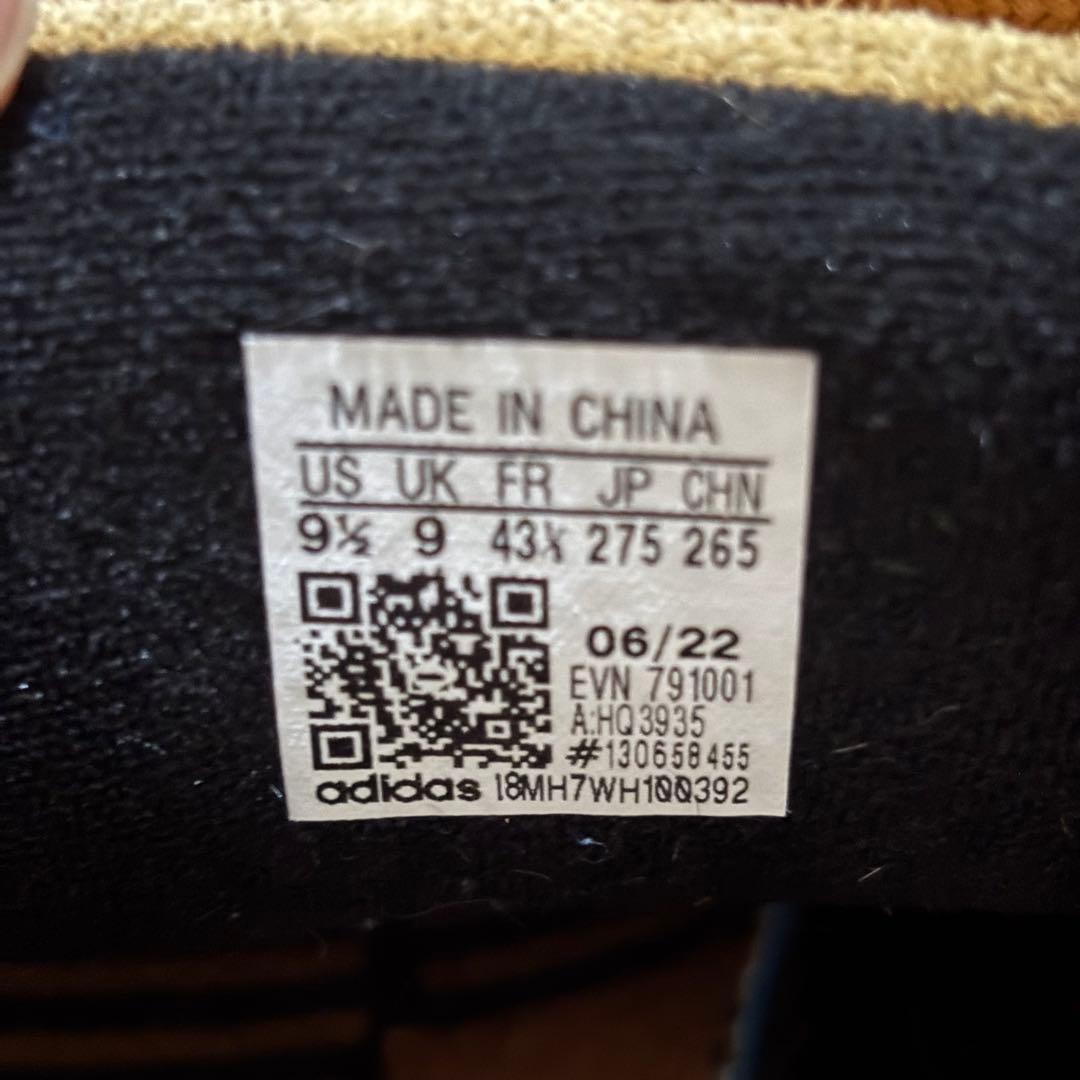 MADE IN CHINA
US UK FR JP CHN
9½ 9 43⅓ 275 265
06/22
EVN 791001
A:HQ3935
#130658455
adidas 18MH7WH100392